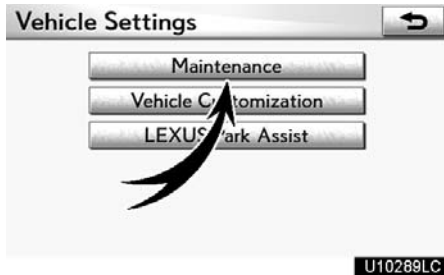 Vehicle Settings
Maintenance
Vehicle Customization
LEXUS Park Assist
U10289LC